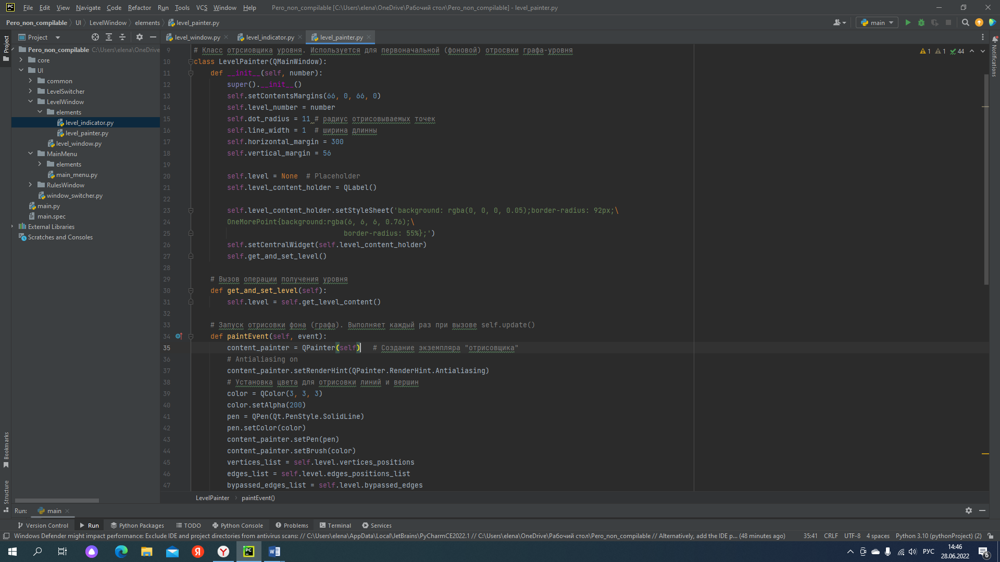 PC File Edit View Navigate Code Refactor Run Tools VCS Window Help Pero_non_compilable [C:\Users\elena\OneDrive\Рабочий стол\Pero_non_compilable] - level_painter.py
Pero_non_compilable UI LevelWindow elements level_painter.py main
Project level_window.py level_indicator.py level_painter.py
Project
Bookmarks
Structure
Notifications
Pero_non_compilable C:\Users\elena\OneDrive
core
UI
common
LevelSwitcher
LevelWindow
elements
level_indicator.py
level_painter.py
level_window.py
MainMenu
elements
main_menu.py
RulesWindow
window_switcher.py
main.py
main.spec
External Libraries
Scratches and Consoles
1 1 44
9 # Класс отрсиовщика уровня. Используется для первоначальной (фоновой) отросвки графа-уровня
10 class LevelPainter(QMainWindow):
11 def __init__(self, number):
12 super().__init__()
13 self.setContentsMargins(66, 0, 66, 0)
14 self.level_number = number
15 self.dot_radius = 11 # радиус отрисовываемых точек
16 self.line_width = 1  # ширина длинны
17 self.horizontal_margin = 300
18 self.vertical_margin = 56
19
20 self.level = None  # Placeholder
21 self.level_content_holder = QLabel()
22
23 self.level_content_holder.setStyleSheet('background: rgba(0, 0, 0, 0.05);border-radius: 92px;\
24 OneMorePoint{background:rgba(6, 6, 6, 0.76);\
25 border-radius: 55%};')
26 self.setCentralWidget(self.level_content_holder)
27 self.get_and_set_level()
28
29 # Вызов операции получения уровня
30 def get_and_set_level(self):
31 self.level = self.get_level_content()
32
33 # Запуск отрисовки фона (графа). Выполняет каждый раз при вызове self.update()
34 def paintEvent(self, event):
35 content_painter = QPainter(self)   # Создание экземпляра "отрисовщика"
36 # Antialiasing on
37 content_painter.setRenderHint(QPainter.RenderHint.Antialiasing)
38 # Установка цвета для отрисовки линий и вершин
39 color = QColor(3, 3, 3)
40 color.setAlpha(200)
41 pen = QPen(Qt.PenStyle.SolidLine)
42 pen.setColor(color)
43 content_painter.setPen(pen)
44 content_painter.setBrush(color)
45 vertices_list = self.level.vertices_positions
46 edges_list = self.level.edges_positions_list
47 bypassed_edges_list = self.level.bypassed_edges
LevelPainter paintEvent()
Run: main
Version Control Run Python Packages TODO Python Console Problems Terminal Services
Windows Defender might impact performance: Exclude IDE and project directories from antivirus scans: // C:\Users\elena\AppData\Local\JetBrains\PyCharmCE2022.1 // C:\Users\elena\OneDrive\Рабочий стол\Pero_non_compilable // Alternatively, add the IDE p... (48 minutes ago) 35:41 CRLF UTF-8 4 spaces Python 3.10 (pythonProject) (2)
Я Y PC W РУС 14:46
28.06.2022 6